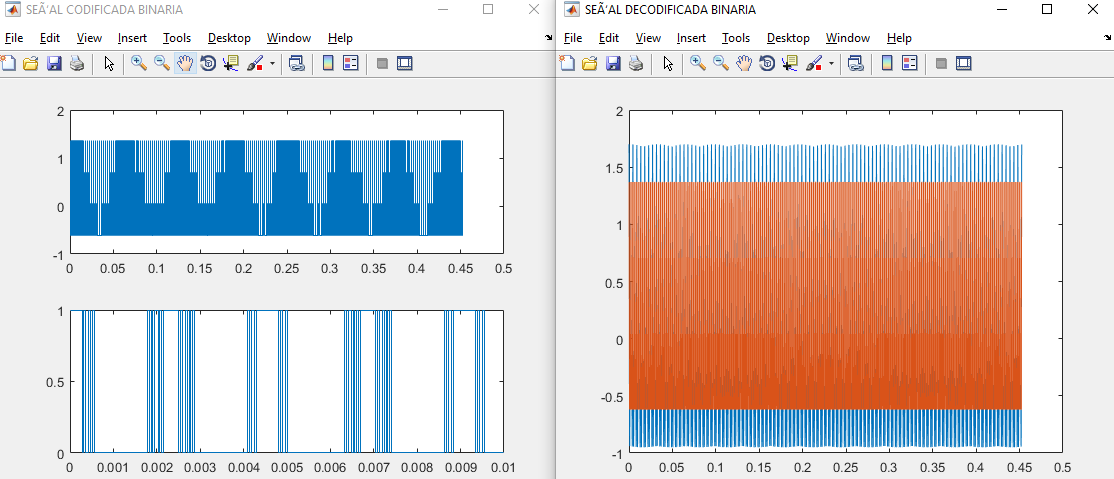 SEÃ‘AL CODIFICADA BINARIA
File Edit View Insert Tools Desktop Window Help
2
1
0
-1
0 0.05 0.1 0.15 0.2 0.25 0.3 0.35 0.4 0.45 0.5
1
0.5
0
0 0.001 0.002 0.003 0.004 0.005 0.006 0.007 0.008 0.009 0.01
SEÃ‘AL DECODIFICADA BINARIA
File Edit View Insert Tools Desktop Window Help
2
1.5
1
0.5
0
-0.5
-1
0 0.05 0.1 0.15 0.2 0.25 0.3 0.35 0.4 0.45 0.5